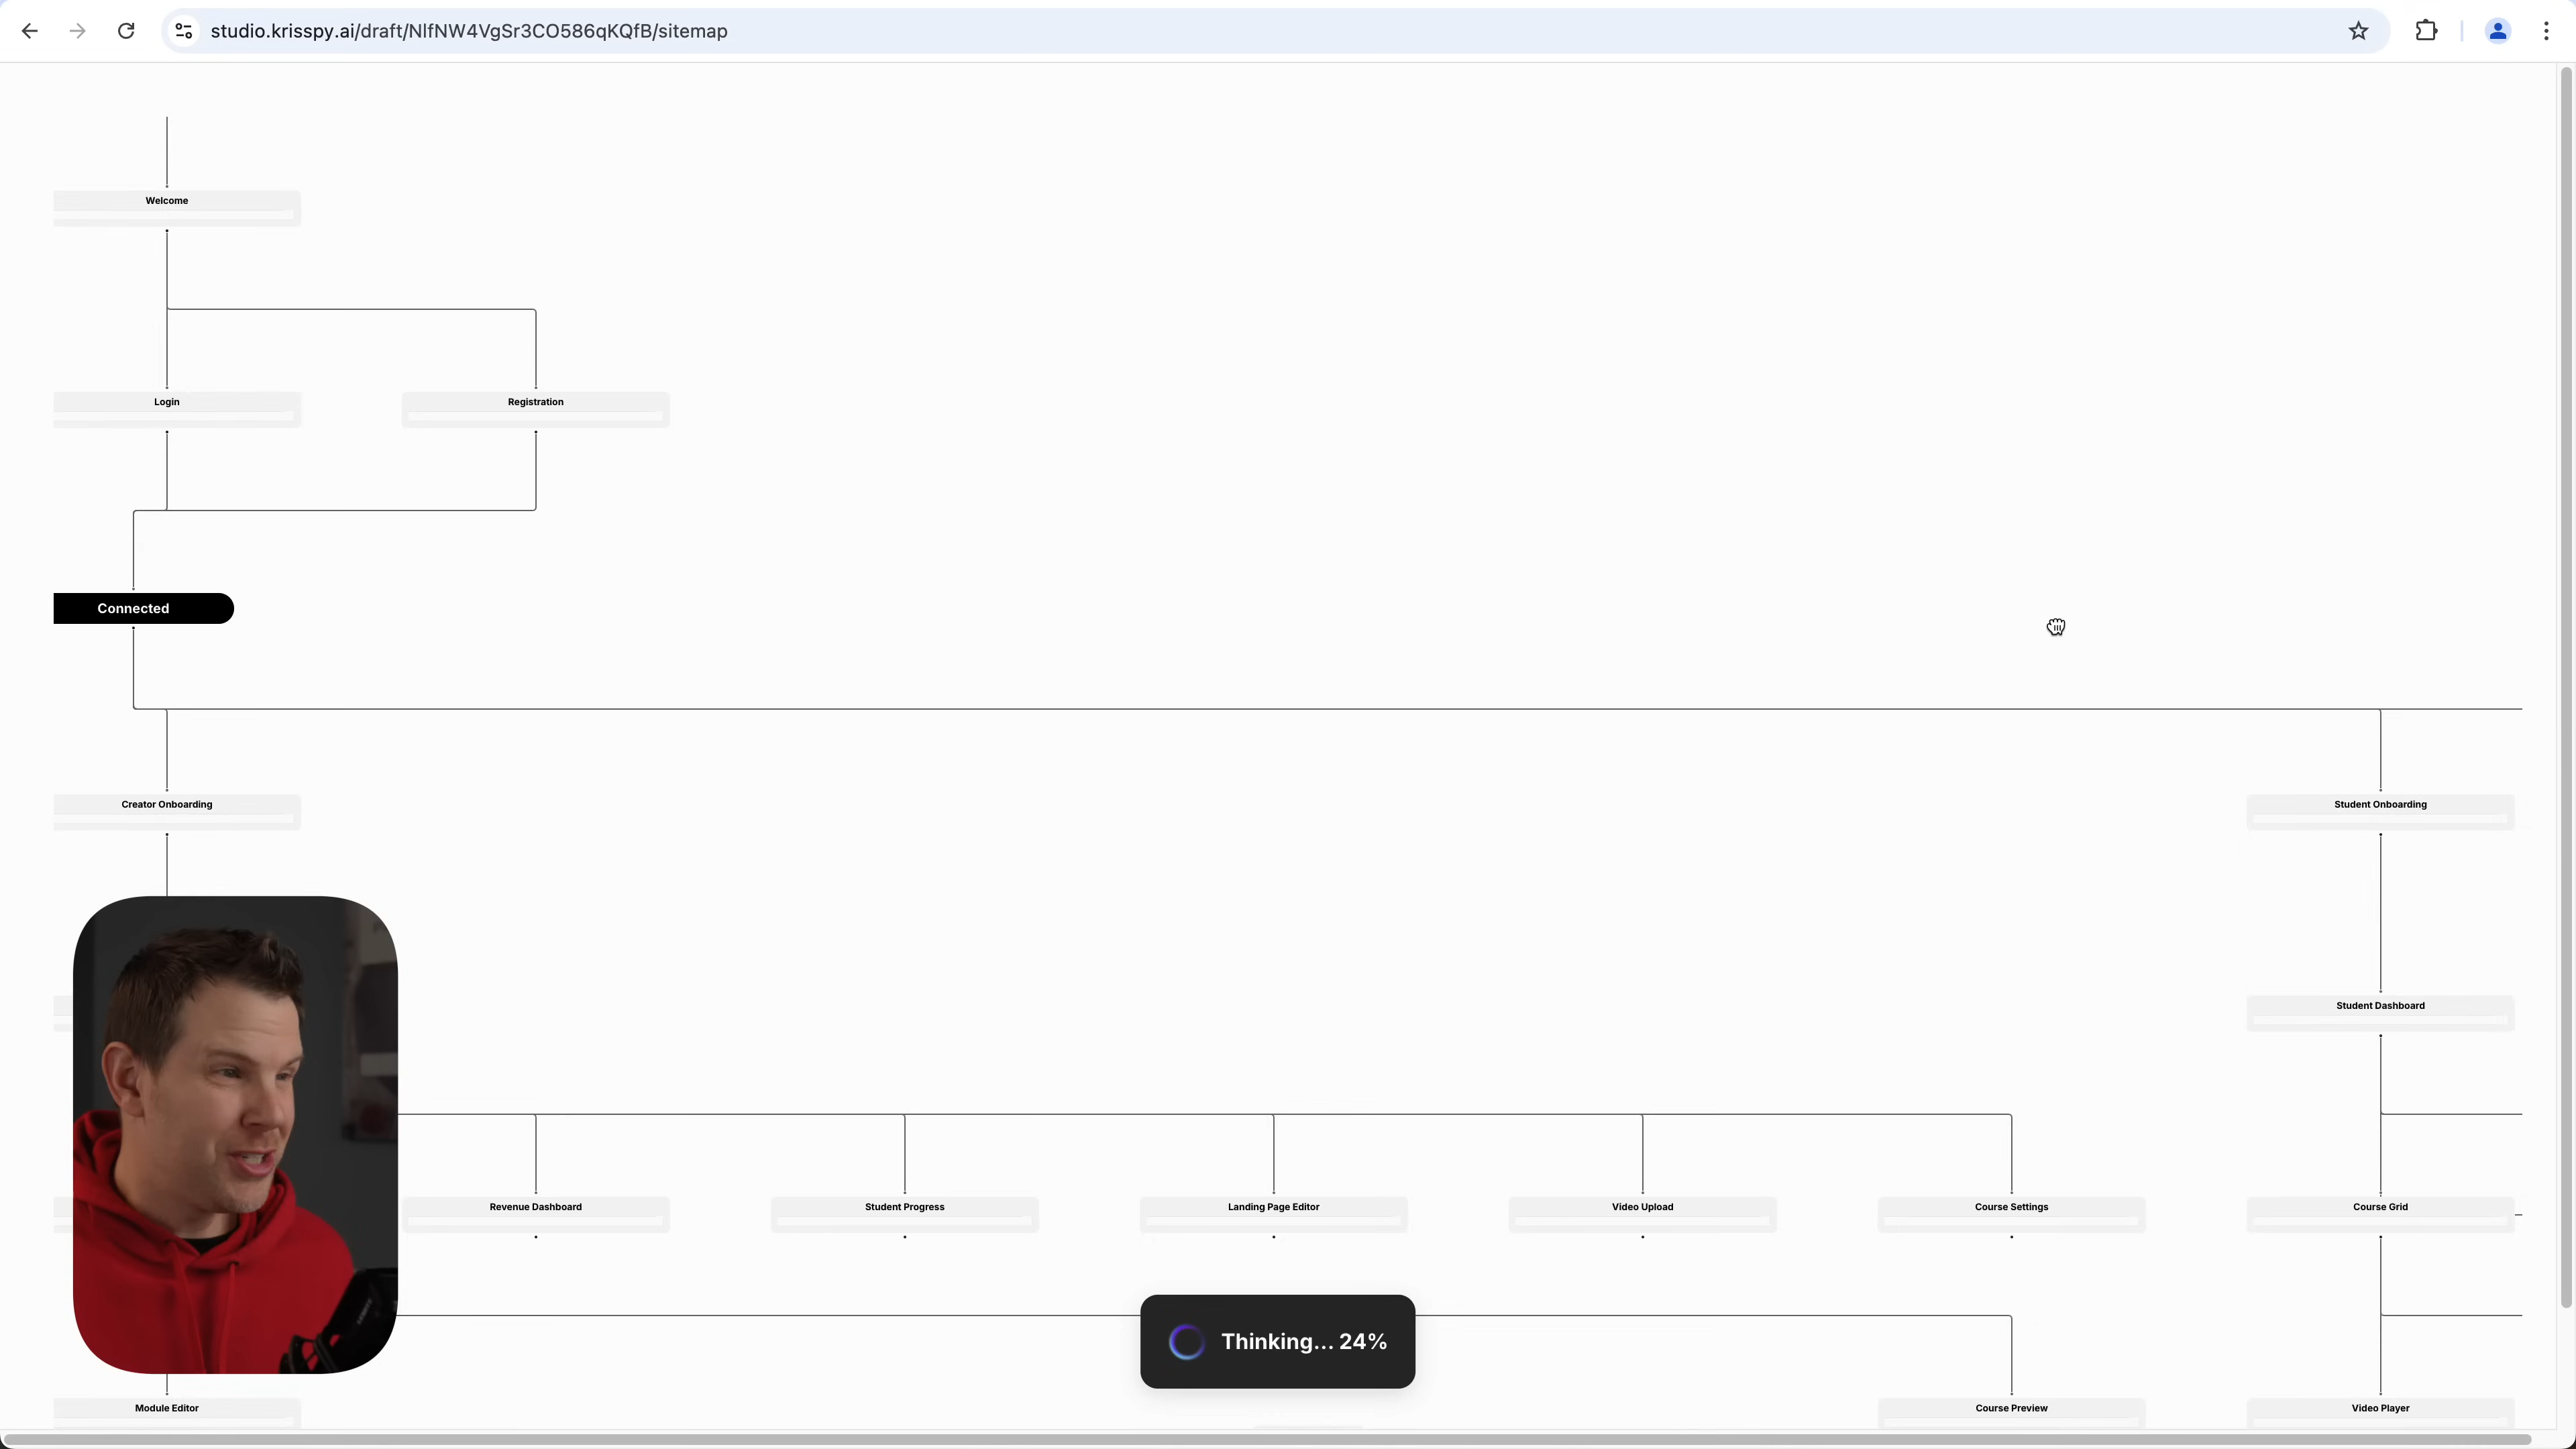 studio.krisspy.ai/draft/NlfNW4VgSr3CO586qKQfB/sitemap
Welcome
Login
Registration
Connected
Creator Onboarding
Student Onboarding
Student Dashboard
Revenue Dashboard
Student Progress
Landing Page Editor
Video Upload
Course Settings
Course Grid
Thinking... 24%
Module Editor
Course Preview
Video Player